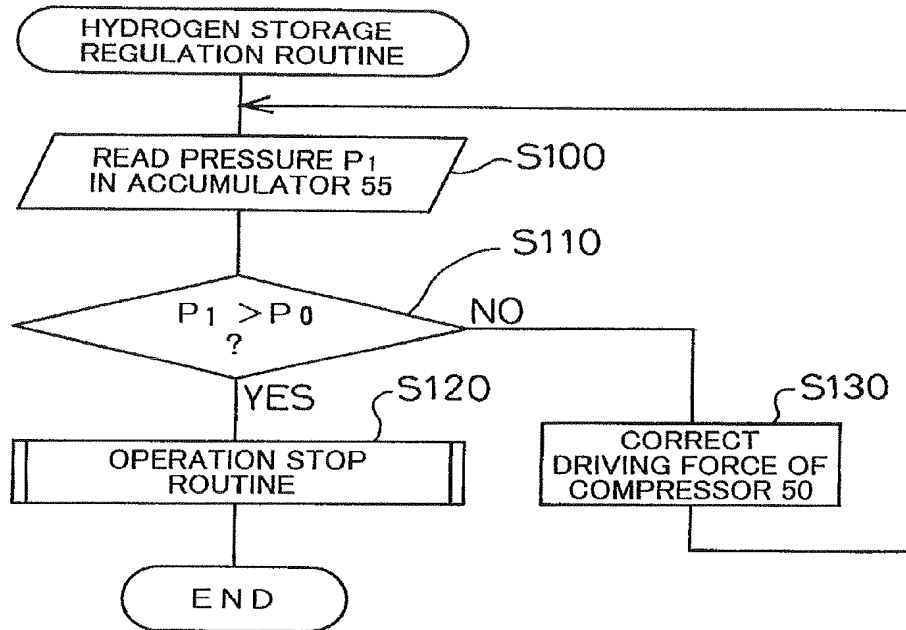 HYDROGEN STORAGE
REGULATION ROUTINE
READ PRESSURE P1
IN ACCUMULATOR 55
S100
S110
P1 > P0
?
NO
YES
S120
OPERATION STOP
ROUTINE
S130
CORRECT
DRIVING FORCE OF
COMPRESSOR 50
END